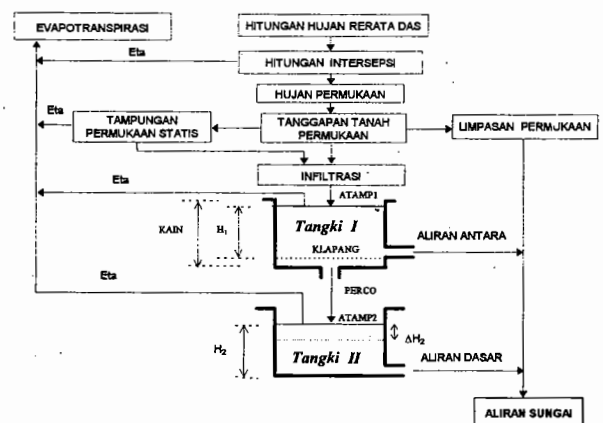 EVAPOTRANSPIRASI
HITUNGAN HUJAN RERATA DAS
Eta
HITUNGAN INTERSEPSI
HUJAN PERMUKAAN
Eta
TAMPUNGAN
PERMUKAAN STATIS
TANGGAPAN TANAH
PERMUKAAN
LIMPASAN PERMUKAAN
INFILTRASI
Eta
ATAMP1
KAIN
H1
Tangki I
KLAPANG
ALIRAN ANTARA
Eta
PERCO
ATAMP2
H2
ΔH2
Tangki II
ALIRAN DASAR
ALIRAN SUNGAI